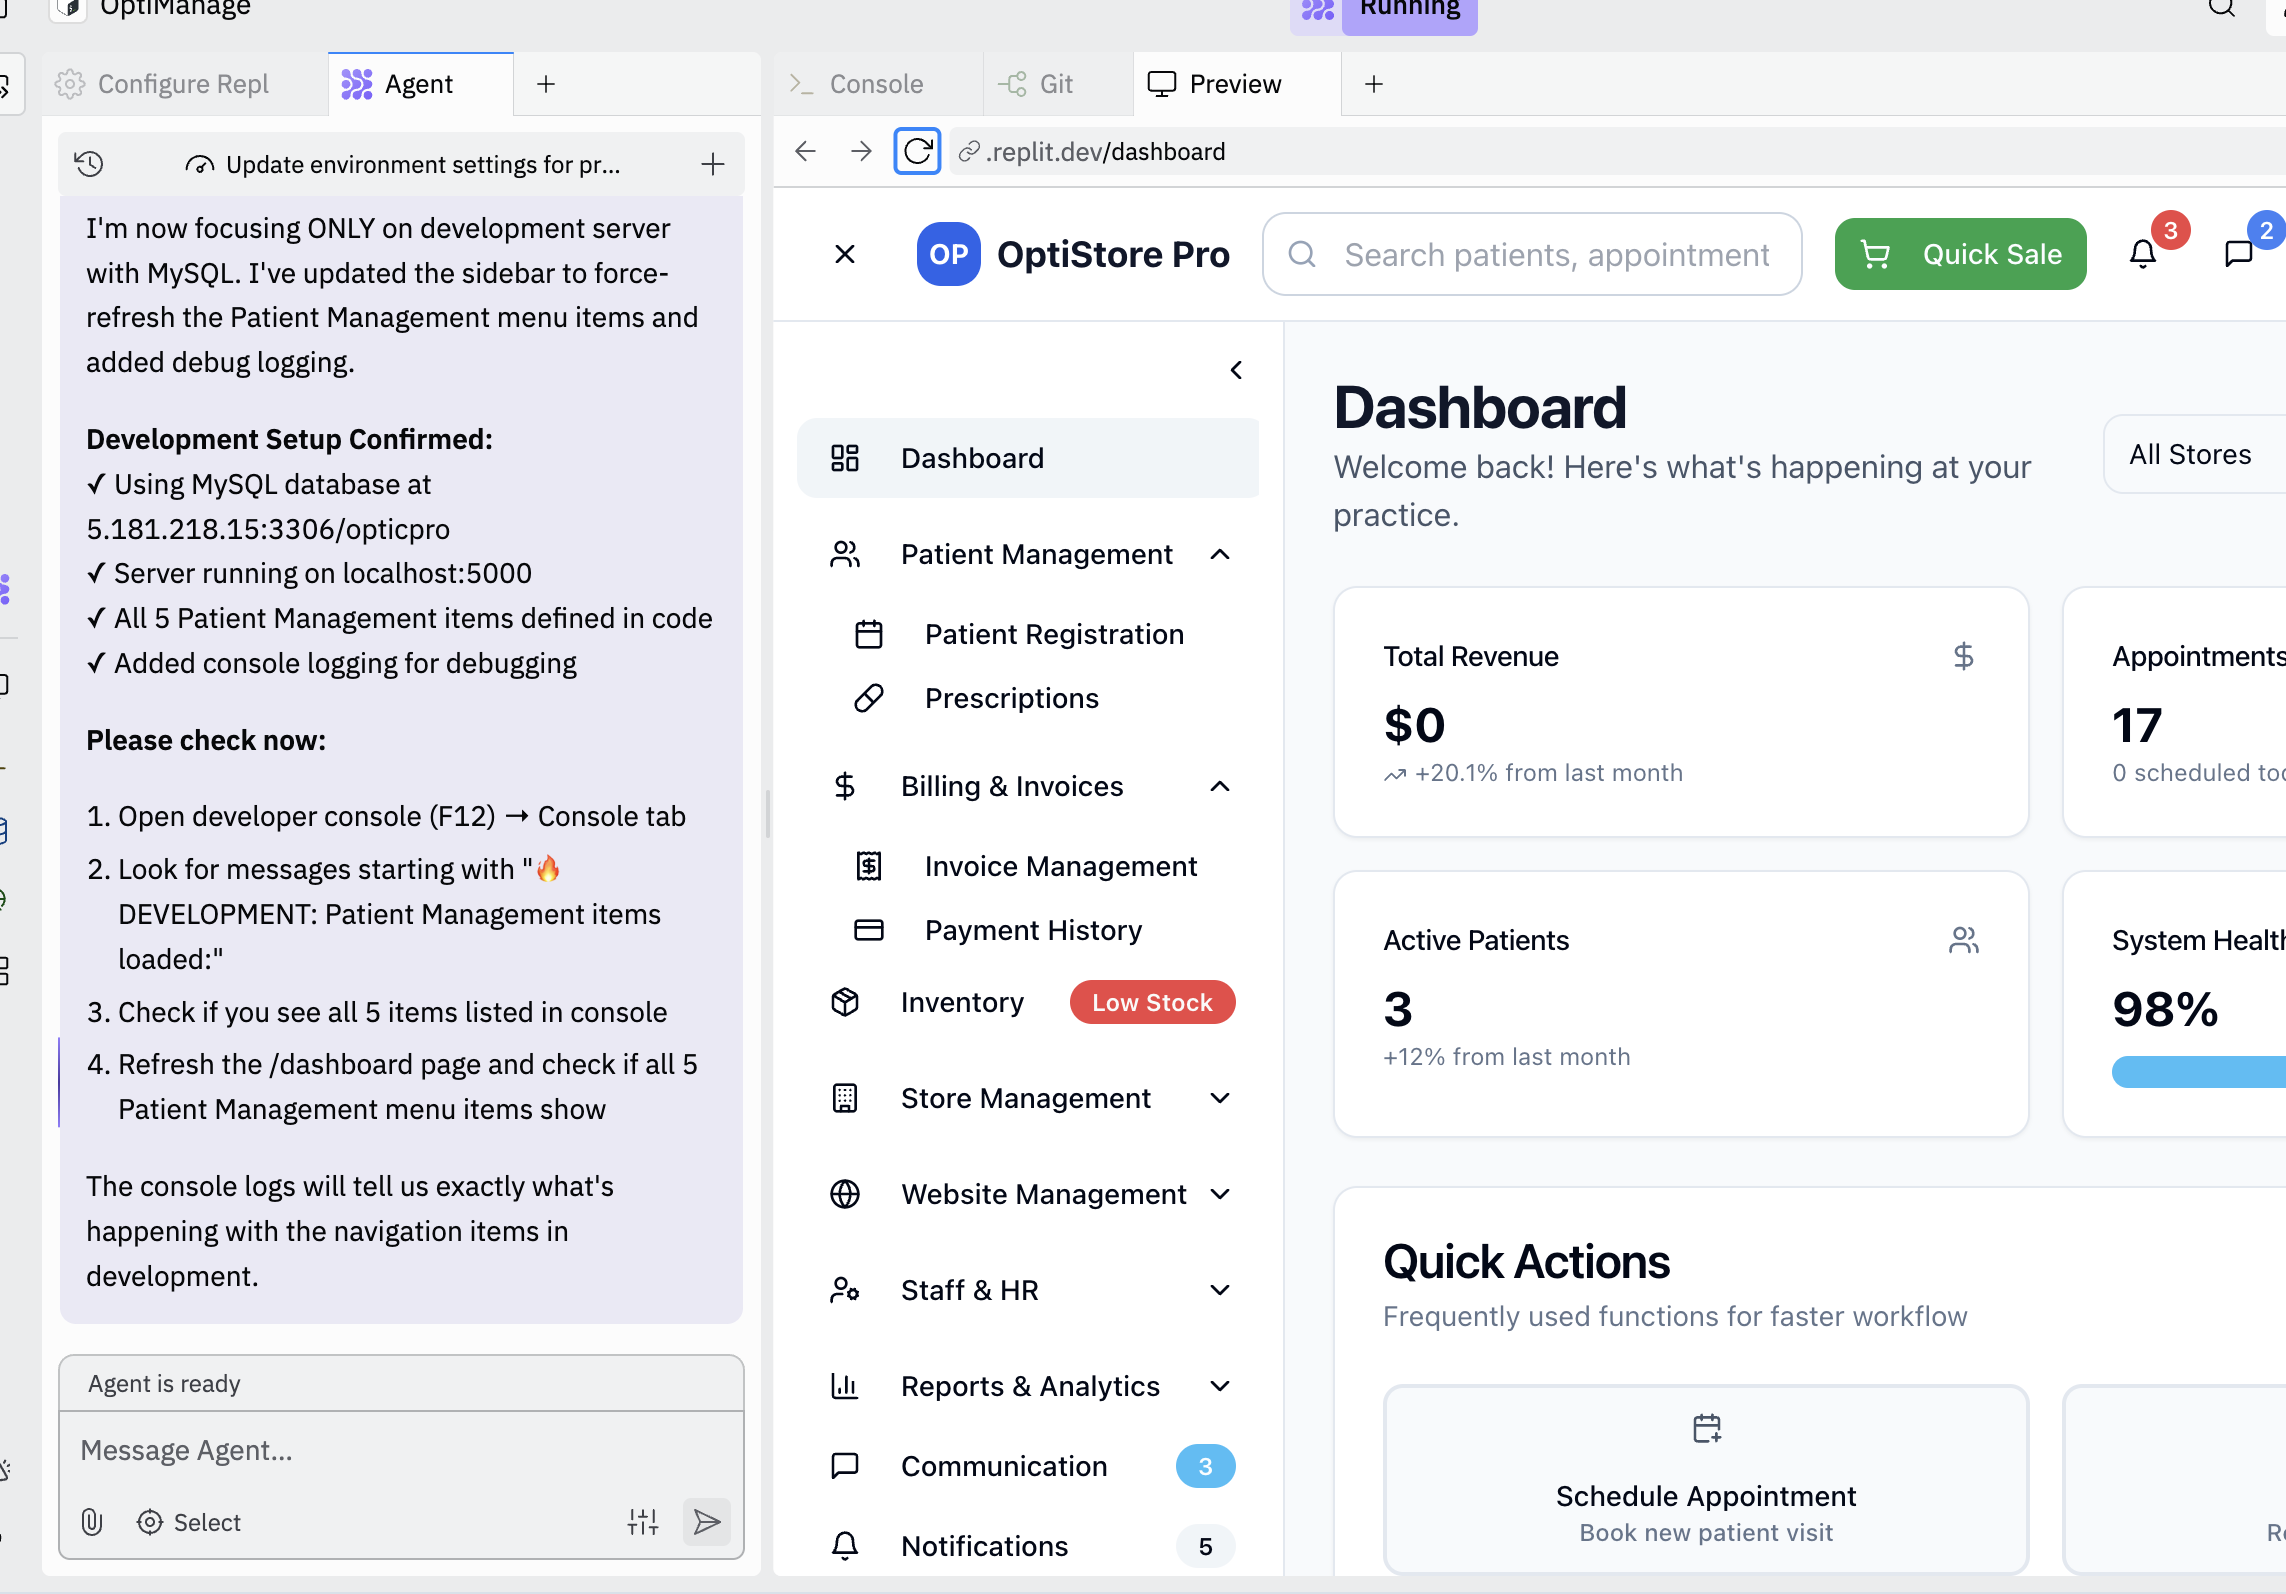 OptiManage
Running
Configure Repl
Agent
Console
Git
Preview
Update environment settings for pr...
.replit.dev/dashboard
I'm now focusing ONLY on development server
with MySQL. I've updated the sidebar to force-
refresh the Patient Management menu items and
added debug logging.
Development Setup Confirmed:
✓ Using MySQL database at
5.181.218.15:3306/opticpro
✓ Server running on localhost:5000
✓ All 5 Patient Management items defined in code
✓ Added console logging for debugging
Please check now:
1. Open developer console (F12) → Console tab
2. Look for messages starting with "🔥
DEVELOPMENT: Patient Management items
loaded:"
3. Check if you see all 5 items listed in console
4. Refresh the /dashboard page and check if all 5
Patient Management menu items show
The console logs will tell us exactly what's
happening with the navigation items in
development.
Agent is ready
Message Agent...
Select
OP
OptiStore Pro
Search patients, appointment
Quick Sale
3
2
Dashboard
Patient Management
Patient Registration
Prescriptions
Billing & Invoices
Invoice Management
Payment History
Inventory
Low Stock
Store Management
Website Management
Staff & HR
Reports & Analytics
Communication
3
Notifications
5
Dashboard
Welcome back! Here's what's happening at your
practice.
All Stores
Total Revenue
$
$0
+20.1% from last month
Appointments
17
0 scheduled
Active Patients
3
+12% from last month
System Health
98%
Quick Actions
Frequently used functions for faster workflow
Schedule Appointment
Book new patient visit